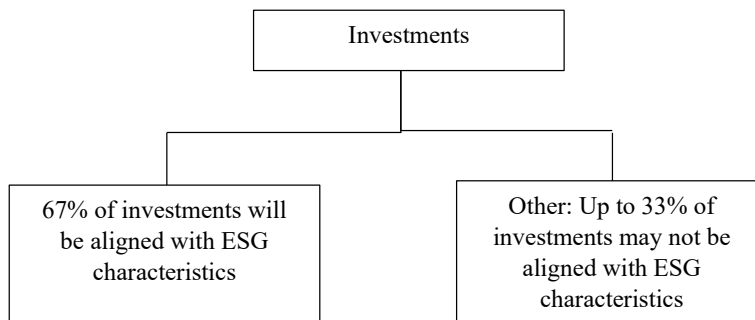 Investments
67% of investments will
be aligned with ESG
characteristics
Other: Up to 33% of
investments may not be
aligned with ESG
characteristics